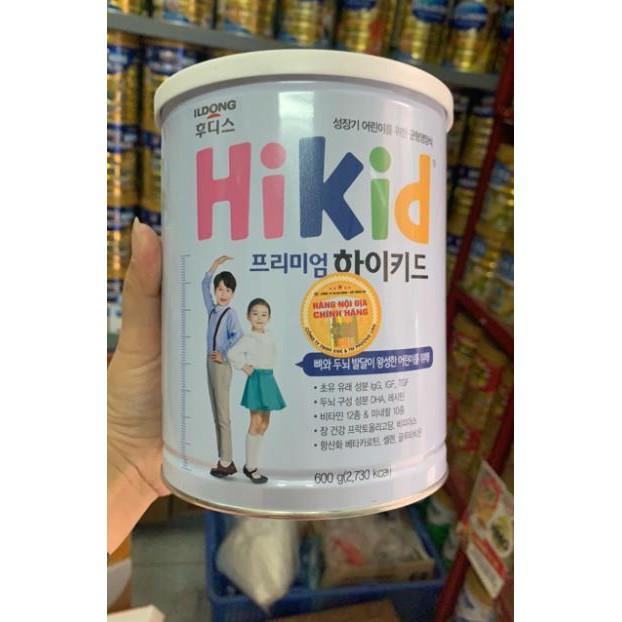 ILDONG
후디스
성장기 어린이를 위한 균형영양식
Hikid
프리미엄 하이키드
HÀNG NỘI ĐỊA
CHÍNH HÃNG
뼈와 두뇌 발달이 왕성한 어린이를 위해
• 초유 유래 성분 IgG, IGF, TGF
• 두뇌 구성 성분 DHA, 레시틴
• 비타민 12종 & 미네랄 10종
• 장 건강 프락토올리고당, 비피더스
• 항산화 베타카로틴, 셀렌, 글루타치온
600 g(2,730 kcal)